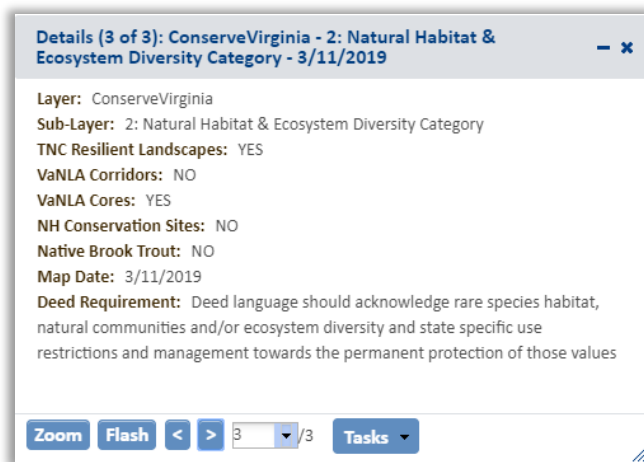 Details (3 of 3): ConserveVirginia - 2: Natural Habitat &
Ecosystem Diversity Category - 3/11/2019
Layer: ConserveVirginia
Sub-Layer: 2: Natural Habitat & Ecosystem Diversity Category
TNC Resilient Landscapes: YES
VaNLA Corridors: NO
VaNLA Cores: YES
NH Conservation Sites: NO
Native Brook Trout: NO
Map Date: 3/11/2019
Deed Requirement: Deed language should acknowledge rare species habitat,
natural communities and/or ecosystem diversity and state specific use
restrictions and management towards the permanent protection of those values
Zoom Flash < > 3 /3 Tasks